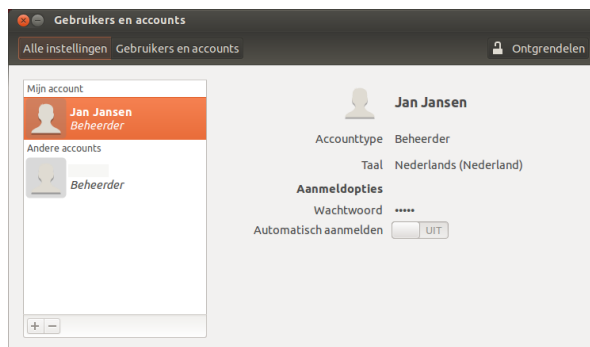 Gebruikers en accounts
Alle instellingen Gebruikers en accounts Ontgrendelen
Mijn account
Jan Jansen
Beheerder
Andere accounts
Beheerder
Jan Jansen
Accounttype Beheerder
Taal Nederlands (Nederland)
Aanmeldopties
Wachtwoord •••••
Automatisch aanmelden UIT